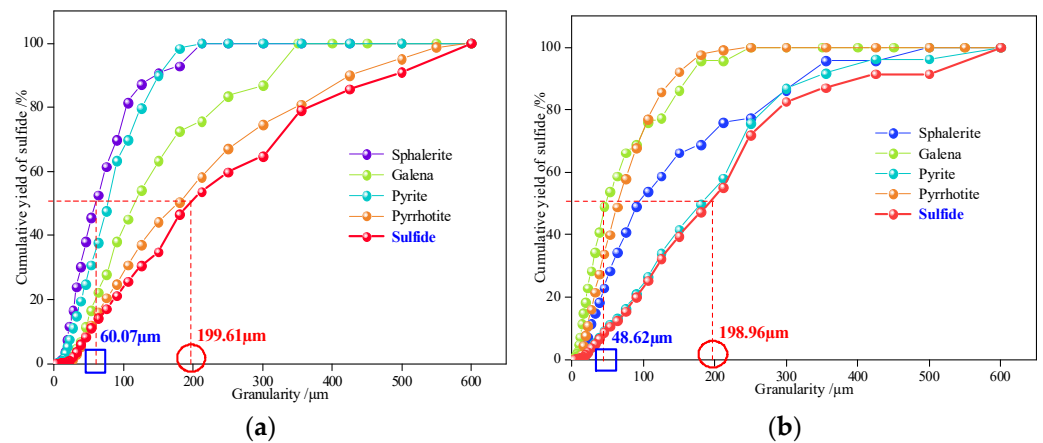 (a)
Cumulative yield of sulfide /%
100
80
60
40
20
0
Sphalerite
Galena
Pyrite
Pyrrhotite
Sulfide
60.07μm
199.61μm
0 100 200 300 400 500 600
Granularity /μm
(a)
(b)
Cumulative yield of sulfide /%
100
80
60
40
20
0
Sphalerite
Galena
Pyrite
Pyrrhotite
Sulfide
48.62μm
198.96μm
0 100 200 300 400 500 600
Granularity /μm
(b)